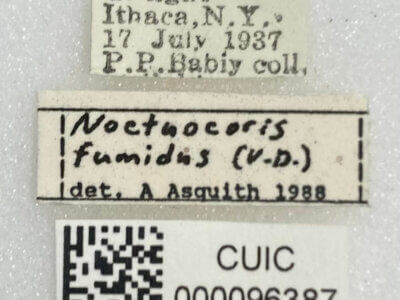 Ithaca, N.Y.
17 July 1937
P.P.Babiy coll.
Noctuocoris
fumidus (V-D.)
det. A Asquith 1988
CUIC
000096387